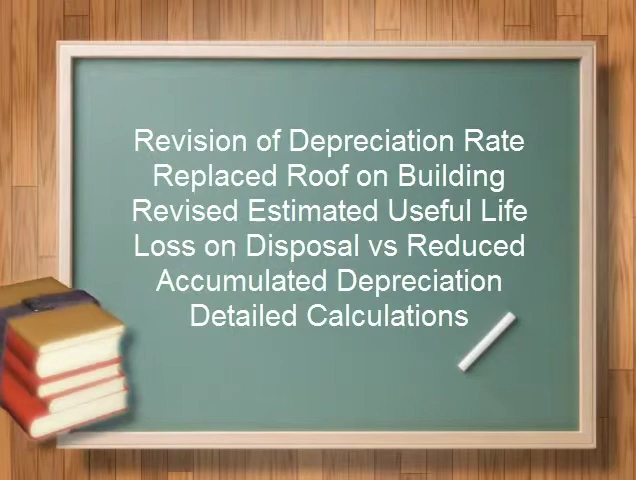 Revision of Depreciation Rate
Replaced Roof on Building
Revised Estimated Useful Life
Loss on Disposal vs Reduced
Accumulated Depreciation
Detailed Calculations